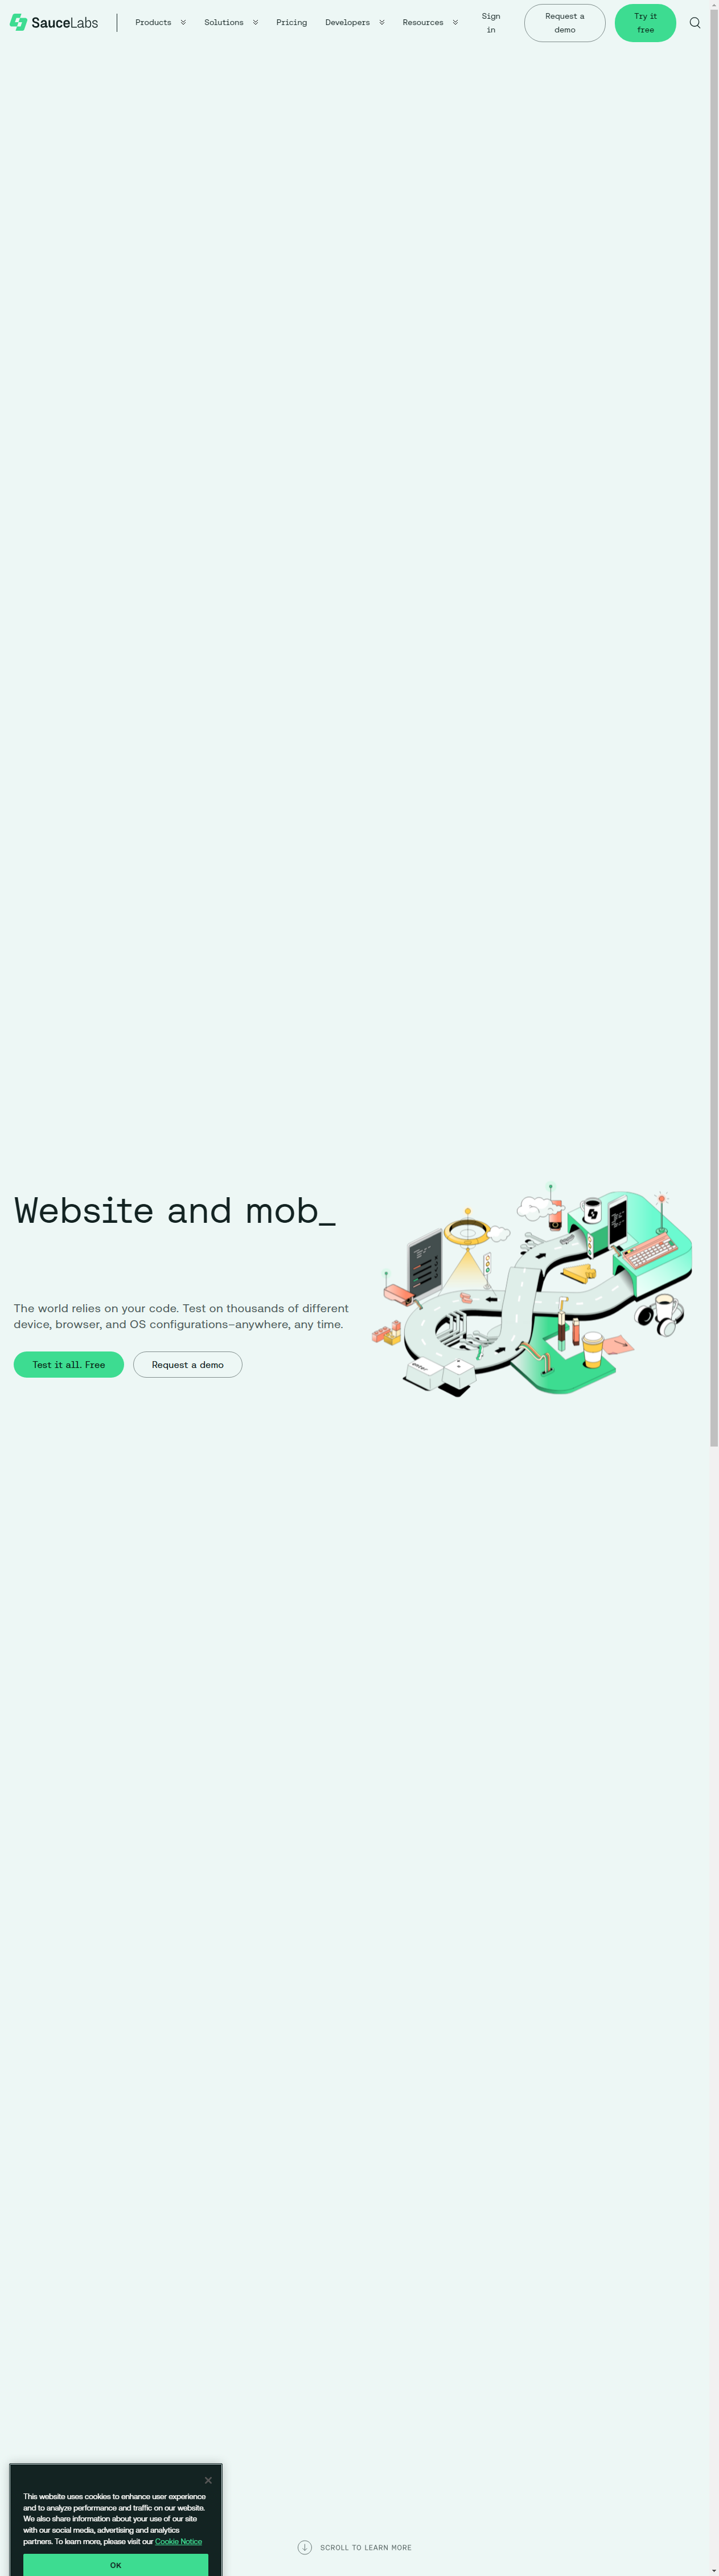 SauceLabs
Products
Solutions
Pricing
Developers
Resources
Sign
in
Request a
demo
Try it
free
Website and mob_
The world relies on your code. Test on thousands of different
device, browser, and OS configurations–anywhere, any time.
Test it all. Free
Request a demo
This website uses cookies to enhance user experience
and to analyze performance and traffic on our website.
We also share information about your use of our site
with our social media, advertising and analytics
partners. To learn more, please visit our Cookie Notice
OK
SCROLL TO LEARN MORE